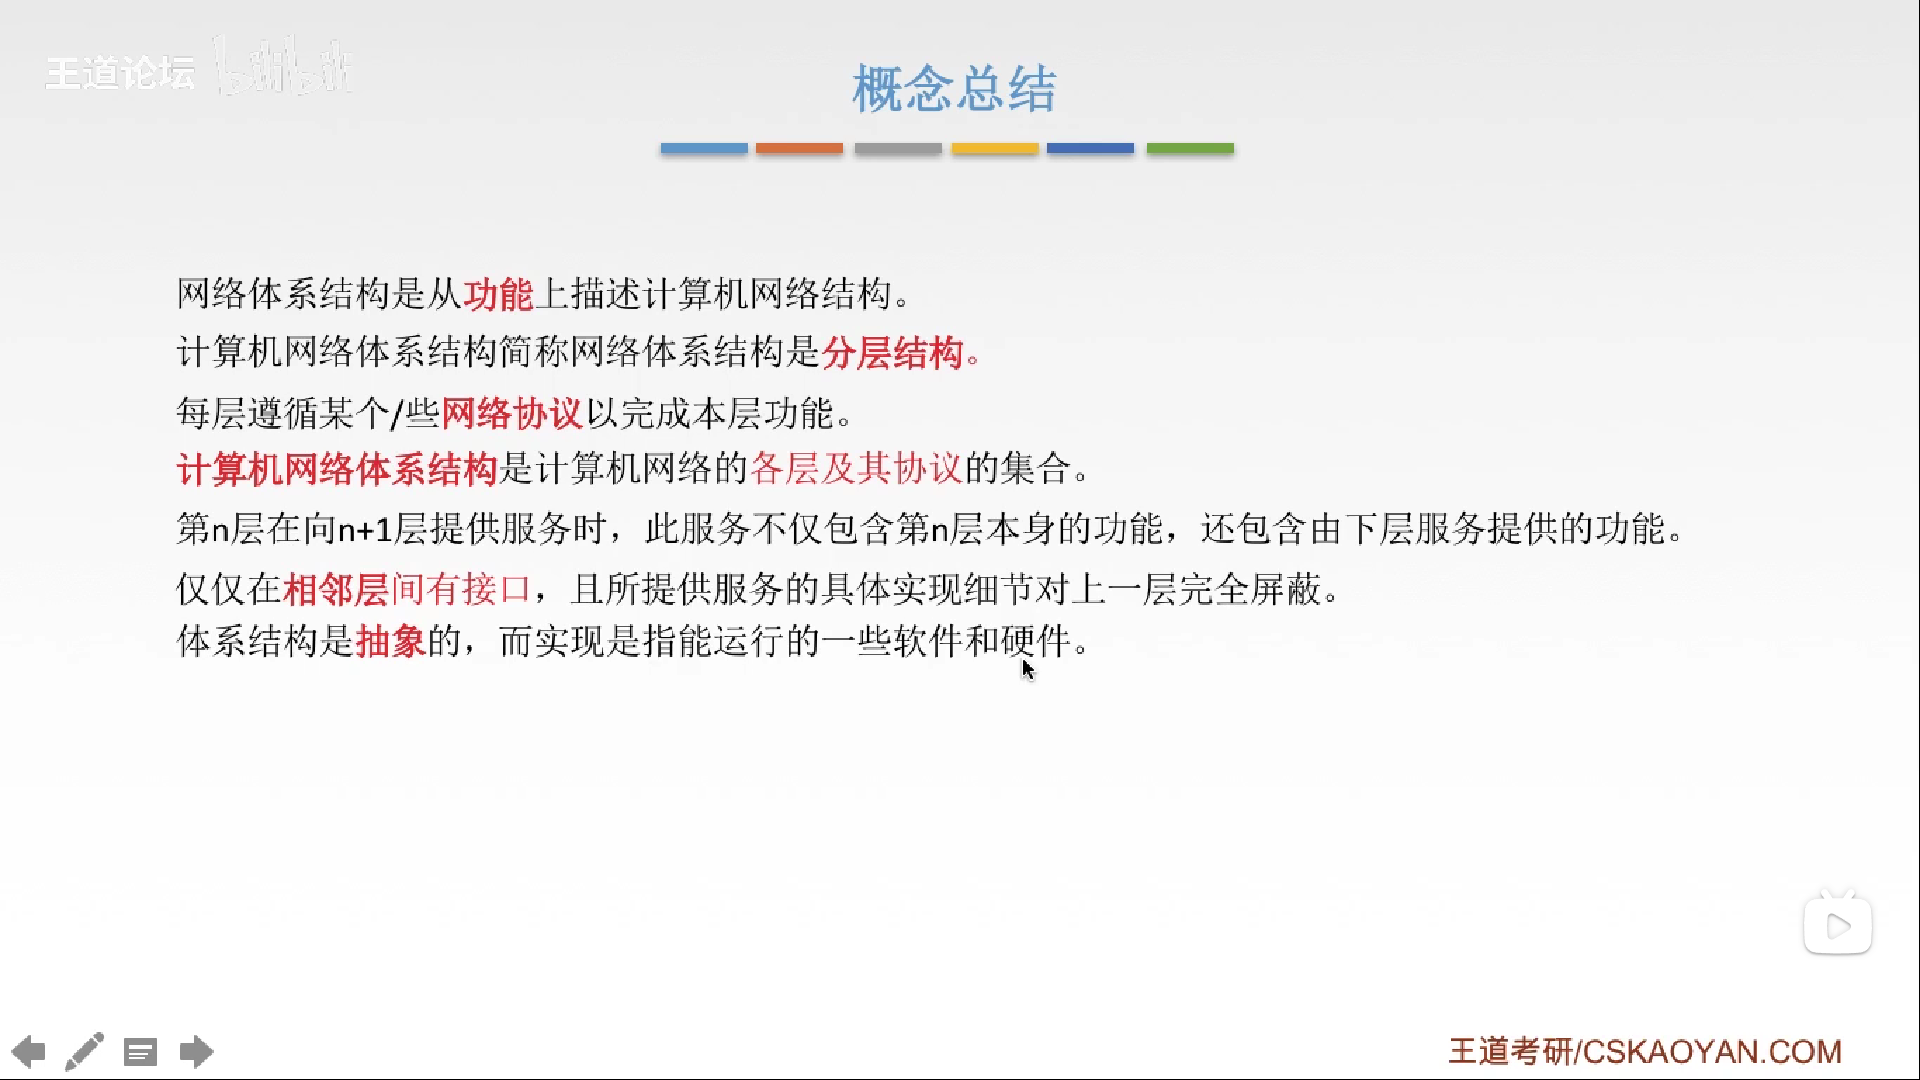 王道论坛 bilibili
概念总结
网络体系结构是从功能上描述计算机网络结构。
计算机网络体系结构简称网络体系结构是分层结构。
每层遵循某个/些网络协议以完成本层功能。
计算机网络体系结构是计算机网络的各层及其协议的集合。
第n层在向n+1层提供服务时，此服务不仅包含第n层本身的功能，还包含由下层服务提供的功能。
仅仅在相邻层间有接口，且所提供服务的具体实现细节对上一层完全屏蔽。
体系结构是抽象的，而实现是指能运行的一些软件和硬件。
王道考研/CSKAOYAN.COM